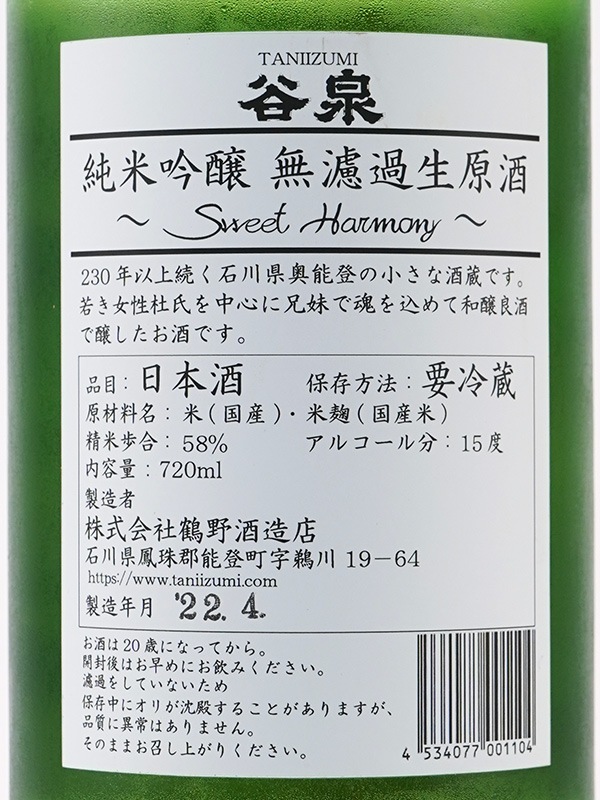 TANIIZUMI
谷泉
純米吟醸 無濾過生原酒
～ Sweet Harmony ～
230年以上続く石川県奥能登の小さな酒蔵です。
若き女性杜氏を中心に兄妹で魂を込めて和醸良酒
で醸したお酒です。
品目：日本酒 保存方法：要冷蔵
原材料名：米(国産)・米麹(国産米)
精米歩合：58% アルコール分：15度
内容量：720ml
製造者
株式会社鶴野酒造店
石川県鳳珠郡能登町字鵜川 19－64
https://www.taniizumi.com
製造年月 '22.4.
お酒は20歳になってから。
開封後はお早めにお飲みください。
濾過をしていないため
保存中にオリが沈殿することがありますが、
品質に異常はありません。
そのままお召し上がりください。
4 534077 001104